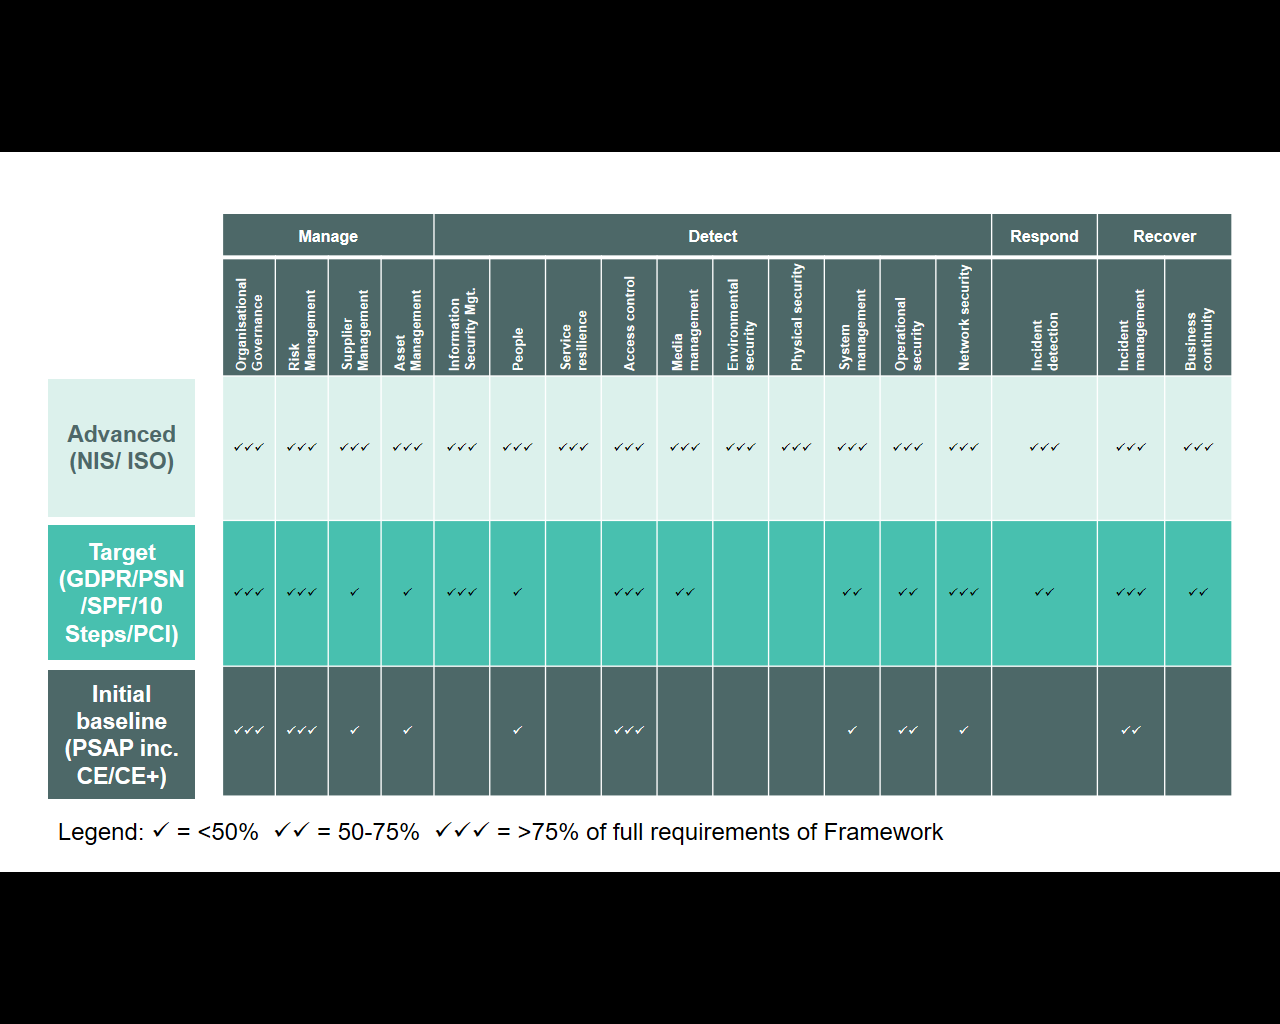 Manage Detect Respond Recover
Organisational
Governance
Risk
Management
Supplier
Management
Asset
Management
Information
Security Mgt.
People
Service
resilience
Access control
Media
management
Environmental
security
Physical security
System
management
Operational
security
Network security
Incident
detection
Incident
management
Business
continuity
Advanced
(NIS/ ISO)
✓✓✓ ✓✓✓ ✓✓✓ ✓✓✓ ✓✓✓ ✓✓✓ ✓✓✓ ✓✓✓ ✓✓✓ ✓✓✓ ✓✓✓ ✓✓✓ ✓✓✓ ✓✓✓ ✓✓✓ ✓✓✓ ✓✓✓
Target
(GDPR/PSN
/SPF/10
Steps/PCI)
✓✓✓ ✓✓✓ ✓ ✓ ✓✓✓ ✓ ✓✓✓ ✓✓ ✓✓ ✓✓ ✓✓✓ ✓✓ ✓✓✓ ✓✓
Initial
baseline
(PSAP inc.
CE/CE+)
✓✓✓ ✓✓✓ ✓ ✓ ✓ ✓✓✓ ✓ ✓✓ ✓ ✓✓
Legend: ✓ = <50% ✓✓ = 50-75% ✓✓✓ = >75% of full requirements of Framework